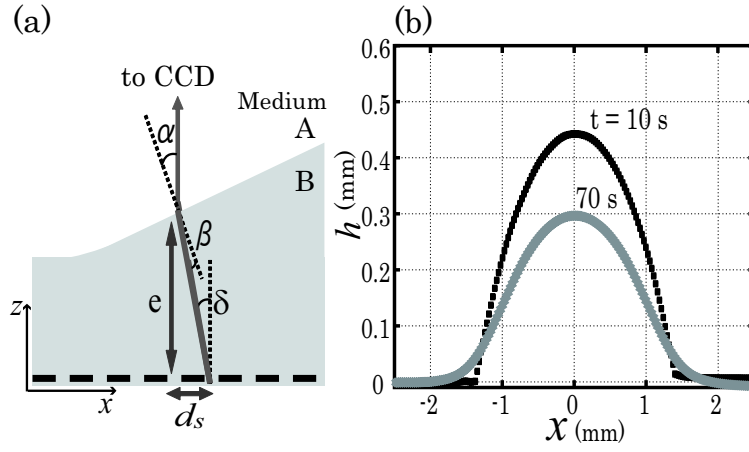 (a)
to CCD
Medium
A
B
α
β
δ
e
z
x
ds
(b)
0.6
0.5
0.4
0.3
0.2
0.1
0
h (mm)
t = 10 s
70 s
-2 -1 0 1 2
x (mm)